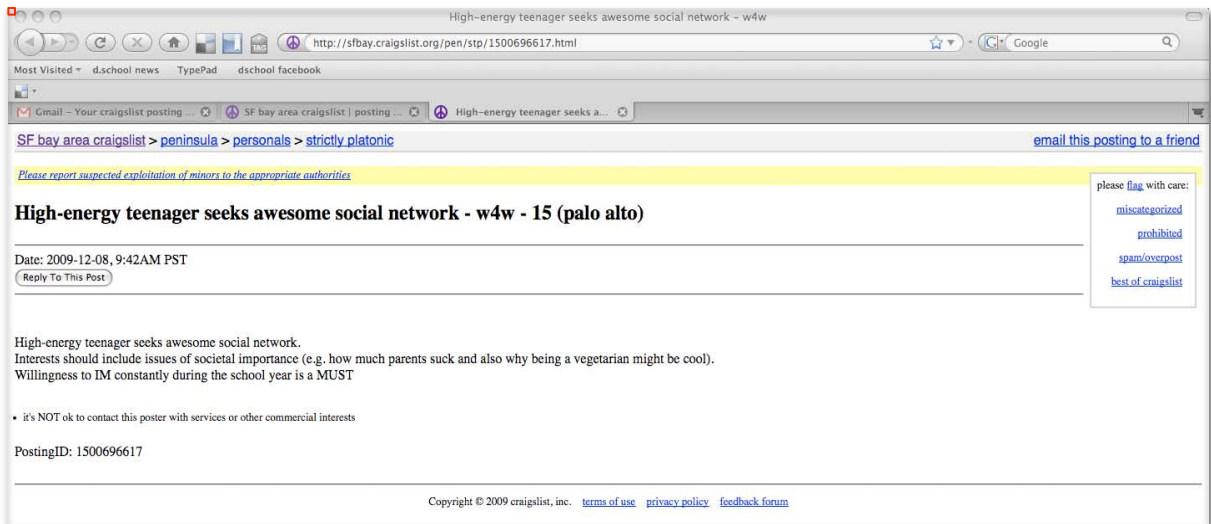 High-energy teenager seeks awesome social network - w4w
http://sfbay.craigslist.org/pen/stp/1500696617.html
Google
Most Visited d.school news TypePad dschool facebook
Gmail - Your craigslist posting ... SF bay area craigslist | posting ... High-energy teenager seeks a...
SF bay area craigslist > peninsula > personals > strictly platonic email this posting to a friend
Please report suspected exploitation of minors to the appropriate authorities
please flag with care:
miscategorized
prohibited
spam/overpost
best of craigslist
High-energy teenager seeks awesome social network - w4w - 15 (palo alto)
Date: 2009-12-08, 9:42AM PST
Reply To This Post
High-energy teenager seeks awesome social network.
Interests should include issues of societal importance (e.g. how much parents suck and also why being a vegetarian might be cool).
Willingness to IM constantly during the school year is a MUST
• it's NOT ok to contact this poster with services or other commercial interests
PostingID: 1500696617
Copyright © 2009 craigslist, inc. terms of use privacy policy feedback forum